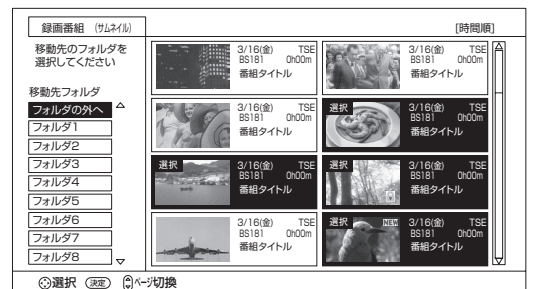 録画番組 (サムネイル)
[時間順]
移動先のフォルダを
選択してください
移動先フォルダ
フォルダの外へ
フォルダ1
フォルダ2
フォルダ3
フォルダ4
フォルダ5
フォルダ6
フォルダ7
フォルダ8
3/16(金) TSE
BS181 0h00m
番組タイトル
3/16(金) TSE
BS181 0h00m
番組タイトル
3/16(金) TSE
BS181 0h00m
番組タイトル
選択
3/16(金) TSE
BS181 0h00m
番組タイトル
選択
3/16(金) TSE
BS181 0h00m
番組タイトル
選択
3/16(金) TSE
BS181 0h00m
番組タイトル
3/16(金) TSE
BS181 0h00m
番組タイトル
選択 NEW
3/16(金) TSE
BS181 0h00m
番組タイトル
選択 決定 ページ切換